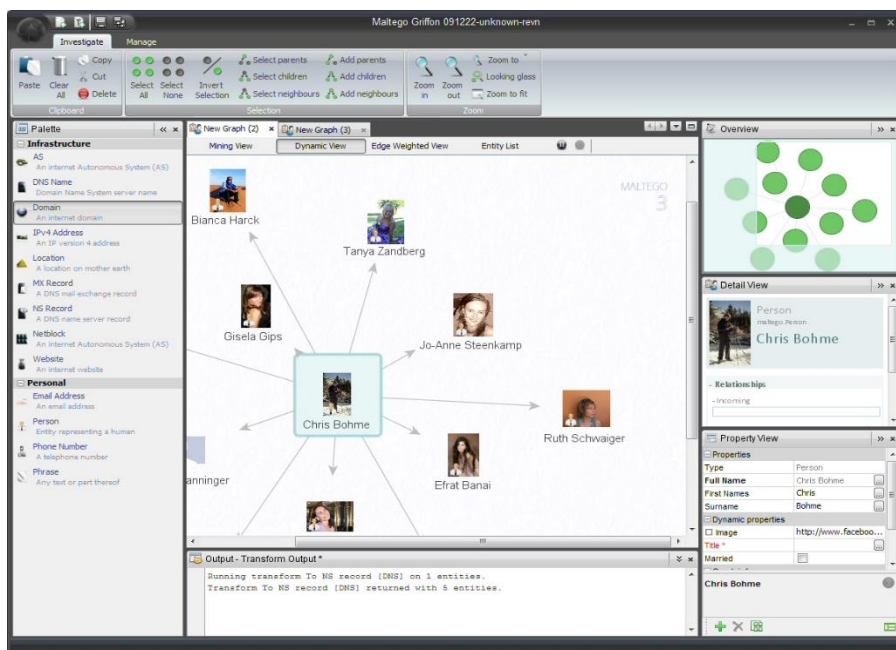 Maltego Griffon 091222-unknown-revn
Investigate Manage
Paste
Clear All
Copy
Cut
Delete
Clipboard
Select All
Select None
Invert Selection
Select parents
Select children
Select neighbours
Add parents
Add children
Add neighbours
Selection
Zoom in
Zoom out
Zoom to
Looking glass
Zoom to fit
Zoom
Palette
Infrastructure
AS
An internet Autonomous System (AS)
DNS Name
Domain Name System server name
Domain
An internet domain
IPv4 Address
An IP version 4 address
Location
A location on mother earth
MX Record
A DNS mail exchange record
NS Record
A DNS name server record
Netblock
An internet Autonomous System (AS)
Website
An internet website
Personal
Email Address
An email address
Person
Entity representing a human
Phone Number
A telephone number
Phrase
Any text or part thereof
New Graph (2) New Graph (3)
Mining View Dynamic View Edge Weighted View Entity List
MALTEGO
3
Bianca Harck
Tanya Zandberg
Gisela Gips
Jo-Anne Steenkamp
Chris Bohme
Ruth Schwaiger
anninger
Efrat Banai
Output - Transform Output *
Running transform To NS record [DNS] on 1 entities.
Transform To NS record [DNS] returned with 5 entities.
Overview
Detail View
Person
maltego.Person
Chris Bohme
- Relationships
- Incoming
Property View
Properties
Type Person
Full Name Chris Bohme
First Names Chris
Surname Bohme
Dynamic properties
Image http://www.faceboo...
Title *
Married
Chris Bohme